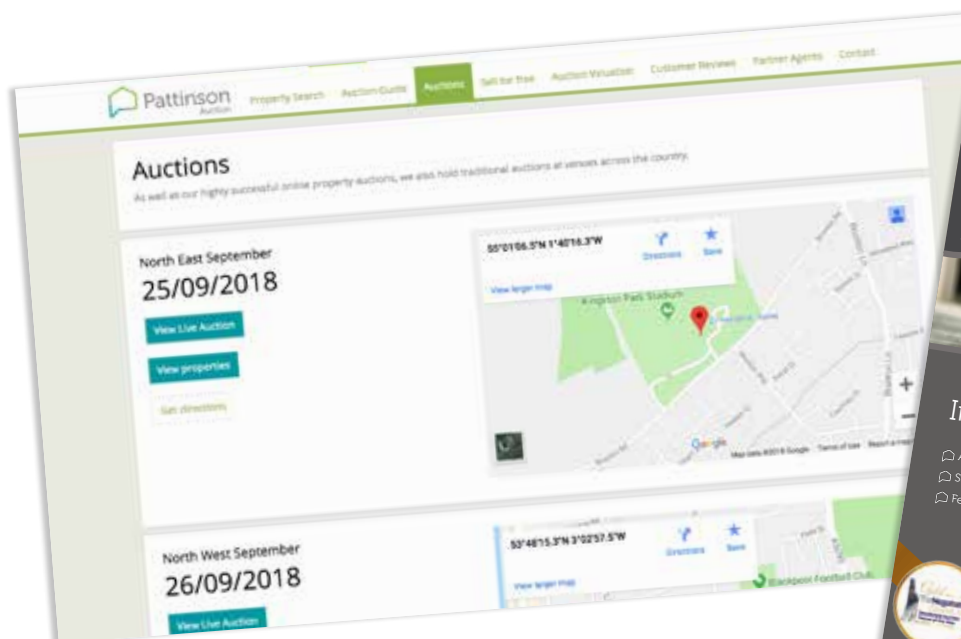 Pattinson
Auction
Property Search
Auction Guide
Auctions
Sell for free
Auction Valuation
Customer Reviews
Partner Agents
Contact
Auctions
As well as our highly successful online property auctions, we also hold traditional auctions at venues across the country.
North East September
25/09/2018
View Live Auction
View properties
Get directions
55°01'06.5"N 1°40'16.3"W
Directions
Save
View larger map
Kingston Park Stadium
Google
Map data ©2018 Google
Terms of Use
Report a map
North West September
26/09/2018
View Live Auction
53°48'15.3"N 3°02'57.5"W
Directions
Save
View larger map
Blackpool Football Club